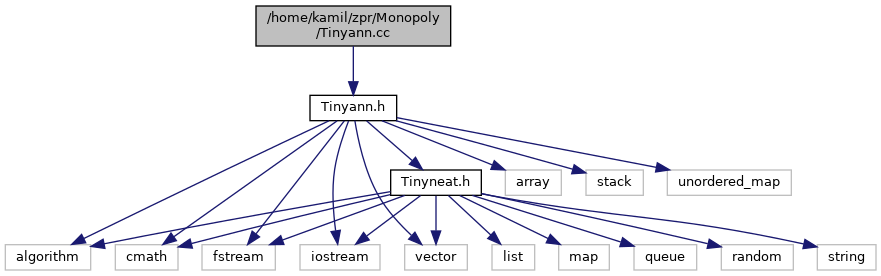 /home/kamil/zpr/Monopoly
/Tinyann.cc
Tinyann.h
Tinyneat.h
array
stack
unordered_map
algorithm
cmath
fstream
iostream
vector
list
map
queue
random
string